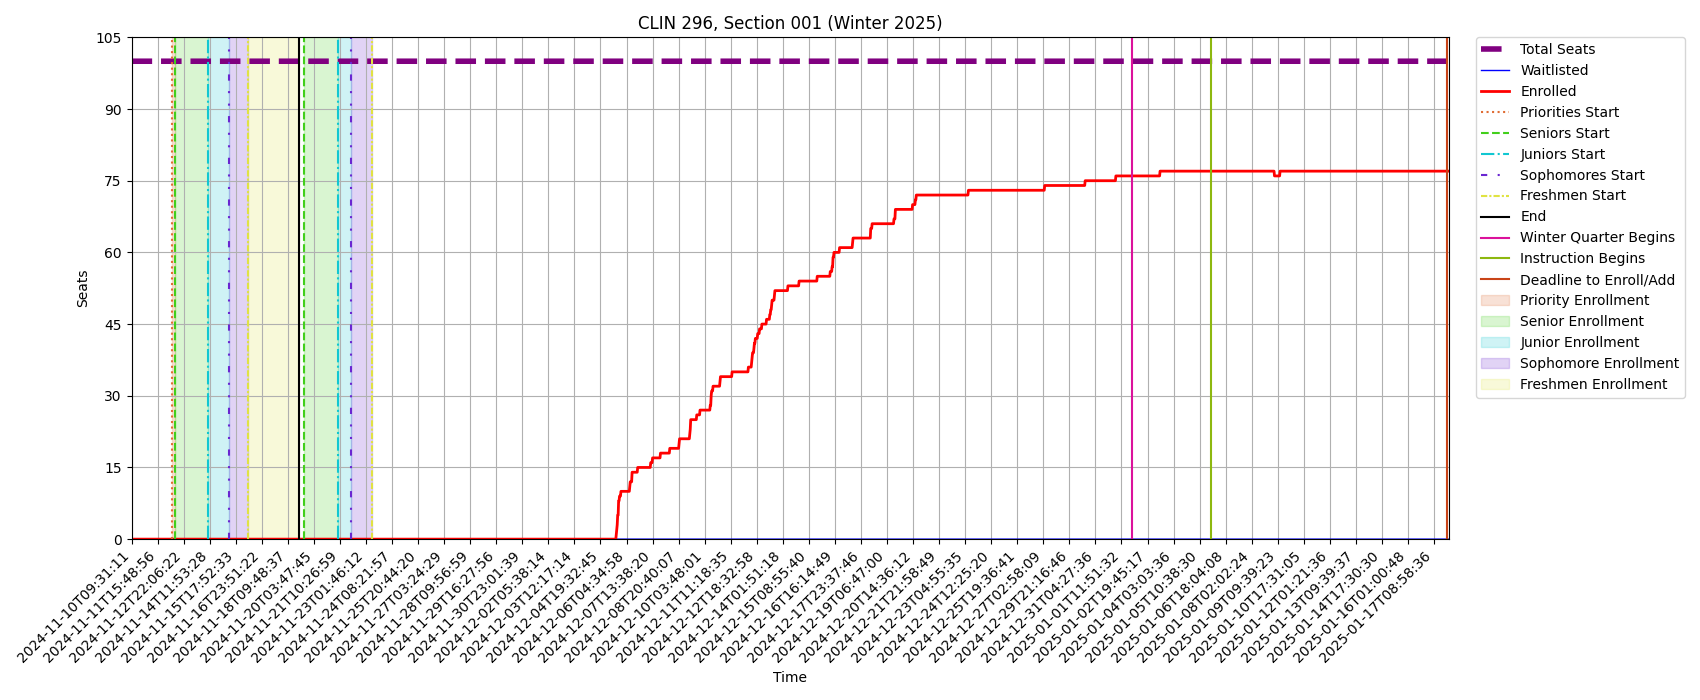 CLIN 296, Section 001 (Winter 2025)
105
90
75
60
45
30
15
0
Seats
2024-11-10T09:31:11
2024-11-11T15:48:56
2024-11-12T22:06:22
2024-11-14T11:53:28
2024-11-15T17:52:33
2024-11-16T23:51:22
2024-11-18T09:48:37
2024-11-20T03:47:45
2024-11-21T10:26:59
2024-11-23T01:46:12
2024-11-24T08:21:57
2024-11-25T20:44:20
2024-11-27T03:24:29
2024-11-28T09:56:59
2024-11-29T16:27:56
2024-11-30T23:01:39
2024-12-02T05:38:14
2024-12-03T12:17:14
2024-12-04T19:32:45
2024-12-06T04:34:58
2024-12-07T13:38:20
2024-12-08T20:40:07
2024-12-10T03:48:01
2024-12-11T11:18:35
2024-12-12T18:32:58
2024-12-14T01:51:18
2024-12-15T08:55:40
2024-12-16T16:14:49
2024-12-17T23:37:46
2024-12-19T06:47:00
2024-12-20T14:36:12
2024-12-21T21:58:49
2024-12-23T04:55:35
2024-12-24T12:25:20
2024-12-25T19:36:41
2024-12-27T02:58:09
2024-12-29T21:16:46
2024-12-31T04:27:36
2025-01-01T11:51:32
2025-01-02T19:45:17
2025-01-04T03:03:36
2025-01-05T10:38:30
2025-01-06T18:04:08
2025-01-08T02:02:24
2025-01-09T09:39:23
2025-01-10T17:31:05
2025-01-12T01:21:36
2025-01-13T09:39:37
2025-01-14T17:30:30
2025-01-16T01:00:48
2025-01-17T08:58:36
Time
Total Seats
Waitlisted
Enrolled
Priorities Start
Seniors Start
Juniors Start
Sophomores Start
Freshmen Start
End
Winter Quarter Begins
Instruction Begins
Deadline to Enroll/Add
Priority Enrollment
Senior Enrollment
Junior Enrollment
Sophomore Enrollment
Freshmen Enrollment